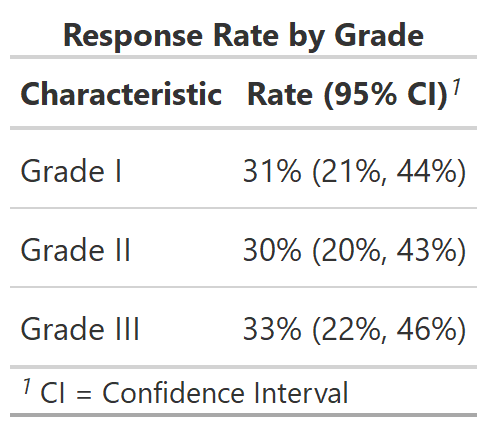 Response Rate by Grade
Characteristic Rate (95% CI)1
Grade I 31% (21%, 44%)
Grade II 30% (20%, 43%)
Grade III 33% (22%, 46%)
1 CI = Confidence Interval